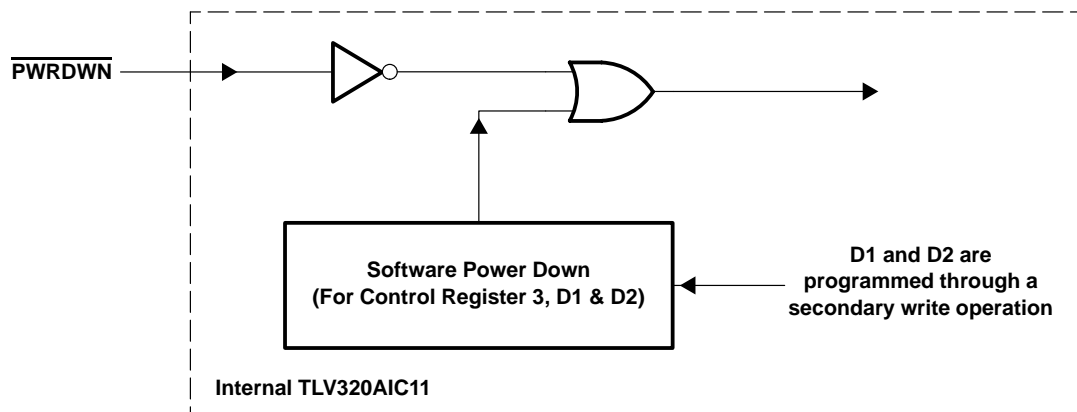 PWRDWN
Software Power Down
(For Control Register 3, D1 & D2)
D1 and D2 are
programmed through a
secondary write operation
Internal TLV320AIC11